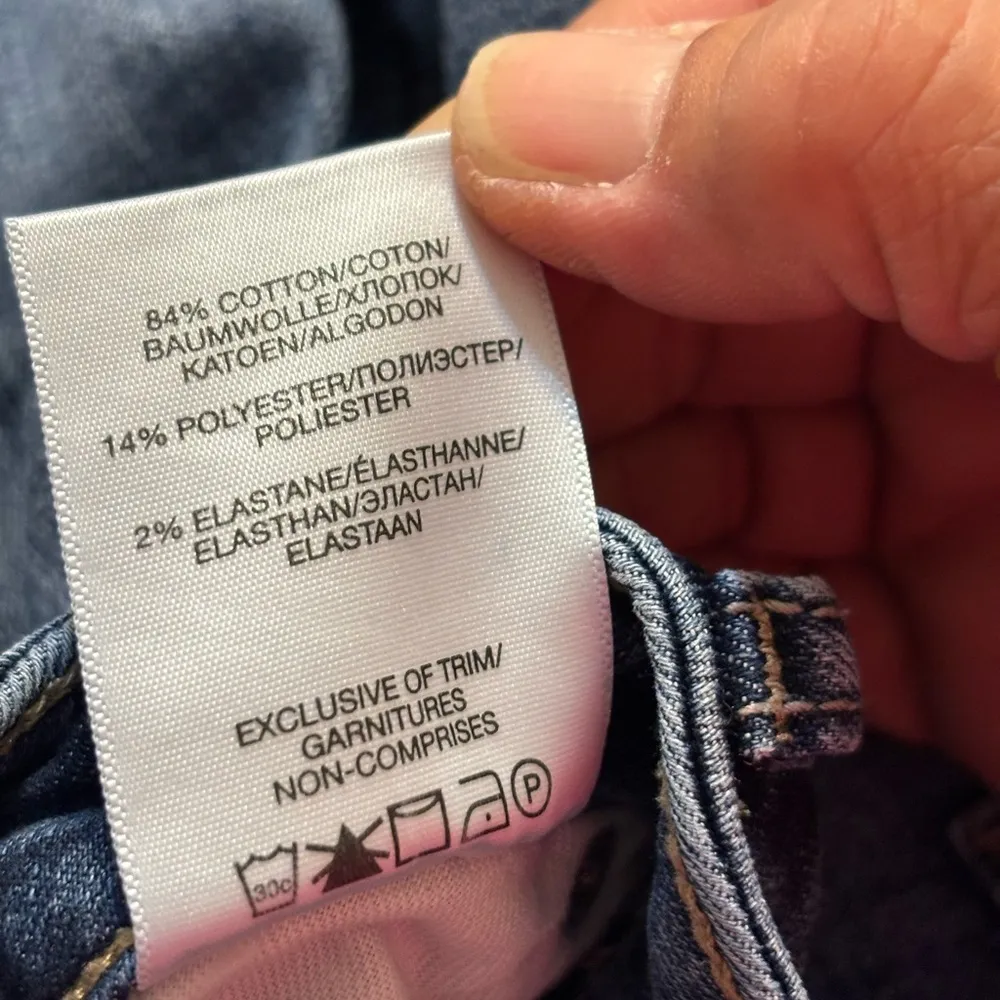 84% COTTON/COTON/
BAUMWOLLE/ХЛОПОК/
KATOEN/ALGODON
14% POLYESTER/ПОЛИЭСТЕР/
POLIESTER
2% ELASTANE/ÉLASTHANNE/
ELASTHAN/ЭЛАСТАН/
ELASTAAN
EXCLUSIVE OF TRIM/
GARNITURES
NON-COMPRISES
30c P